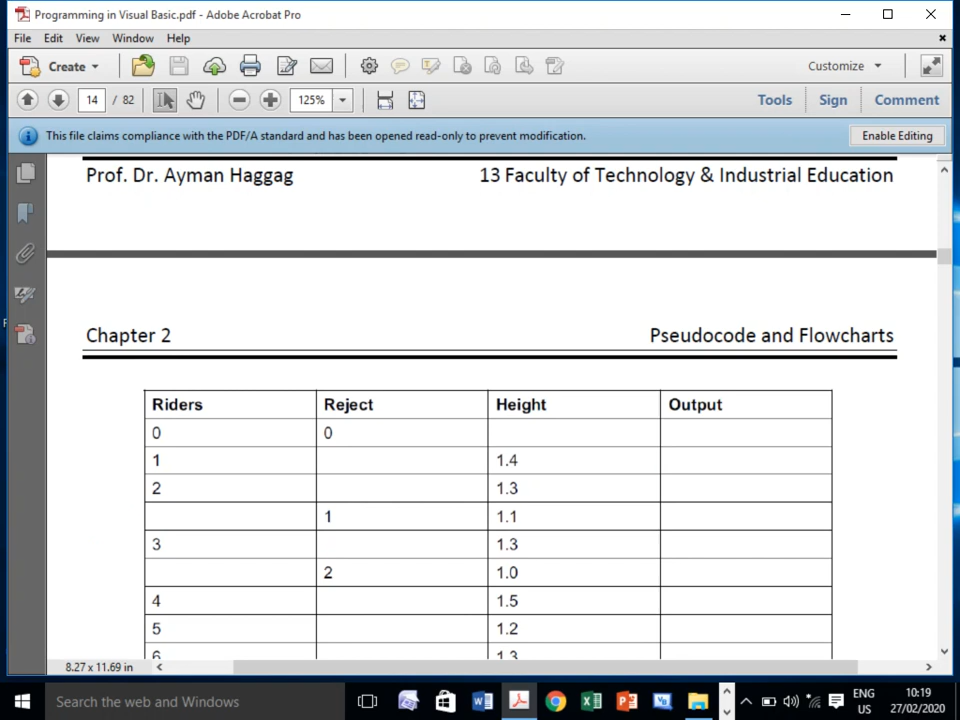 Programming in Visual Basic.pdf - Adobe Acrobat Pro
File Edit View Window Help
Create Customize
14 / 82 125% Tools Sign Comment
This file claims compliance with the PDF/A standard and has been opened read-only to prevent modification. Enable Editing
Prof. Dr. Ayman Haggag 13 Faculty of Technology & Industrial Education
Chapter 2 Pseudocode and Flowcharts
Riders Reject Height Output
0 0
1 1.4
2 1.3
1 1.1
3 1.3
2 1.0
4 1.5
5 1.2
6 1.3
8.27 x 11.69 in
Search the web and Windows
ENG 10:19
US 27/02/2020